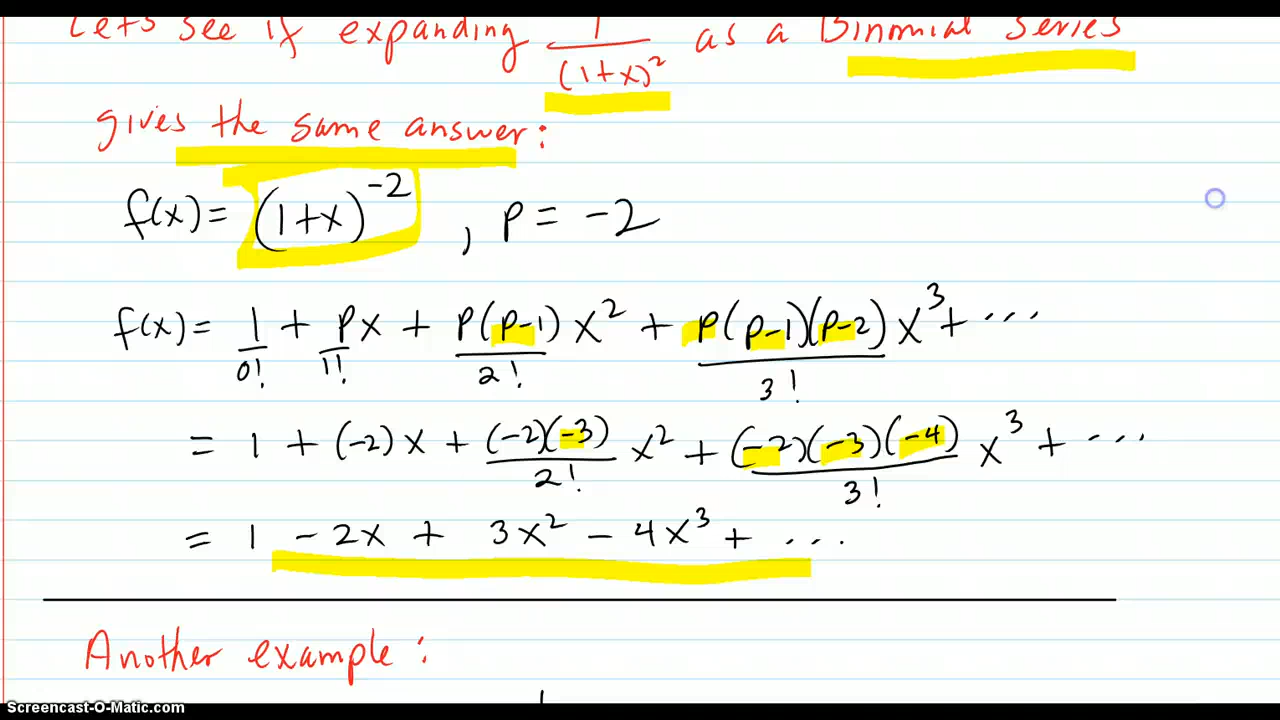 Lets see if expanding 1/(1+x)² as a Binomial Series
gives the same answer:
f(x) = (1+x)⁻² , p = -2
f(x) = 1/0! + px/1! + p(p-1)/2! x² + p(p-1)(p-2)/3! x³ + ...
= 1 + (-2)x + (-2)(-3)/2! x² + (-2)(-3)(-4)/3! x³ + ...
= 1 - 2x + 3x² - 4x³ + ...
Another example:
Screencast-O-Matic.com